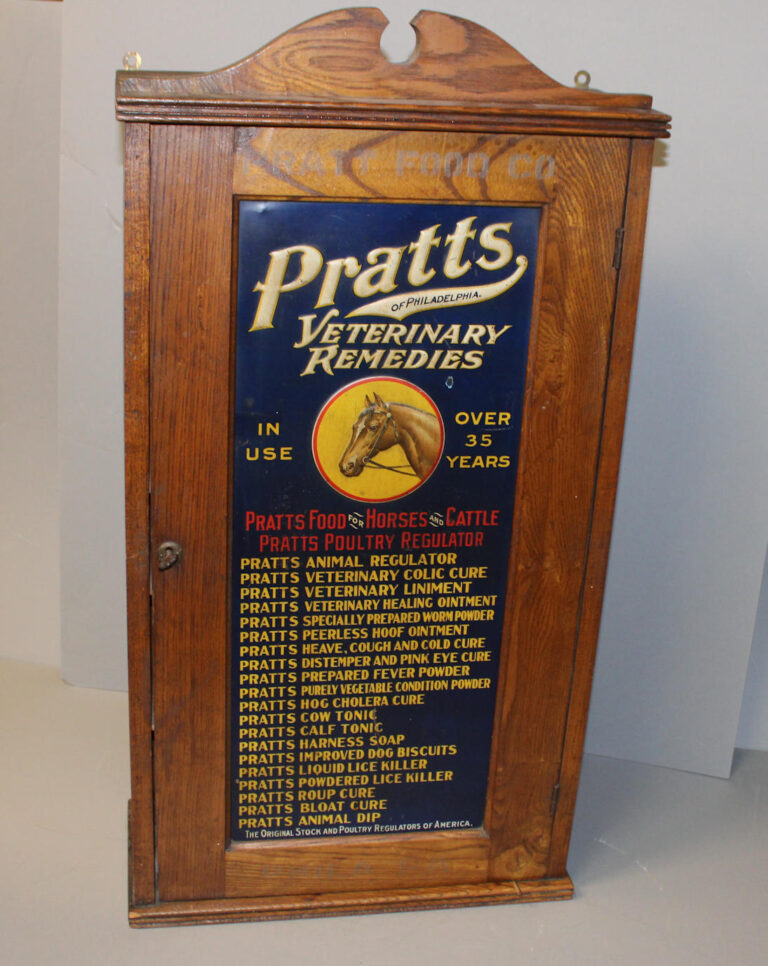 PRATT FOOD CO
Pratts
OF PHILADELPHIA.
VETERINARY
REMEDIES
IN
USE
OVER
35
YEARS
PRATTS FOOD FOR HORSES AND CATTLE
PRATTS POULTRY REGULATOR
PRATTS ANIMAL REGULATOR
PRATTS VETERINARY COLIC CURE
PRATTS VETERINARY LINIMENT
PRATTS VETERINARY HEALING OINTMENT
PRATTS SPECIALLY PREPARED WORM POWDER
PRATTS PEERLESS HOOF OINTMENT
PRATTS HEAVE, COUGH AND COLD CURE
PRATTS DISTEMPER AND PINK EYE CURE
PRATTS PREPARED FEVER POWDER
PRATTS PURELY VEGETABLE CONDITION POWDER
PRATTS HOG CHOLERA CURE
PRATTS COW TONIC
PRATTS CALF TONIC
PRATTS HARNESS SOAP
PRATTS IMPROVED DOG BISCUITS
PRATTS LIQUID LICE KILLER
PRATTS POWDERED LICE KILLER
PRATTS ROUP CURE
PRATTS BLOAT CURE
PRATTS ANIMAL DIP
THE ORIGINAL STOCK AND POULTRY REGULATORS OF AMERICA.